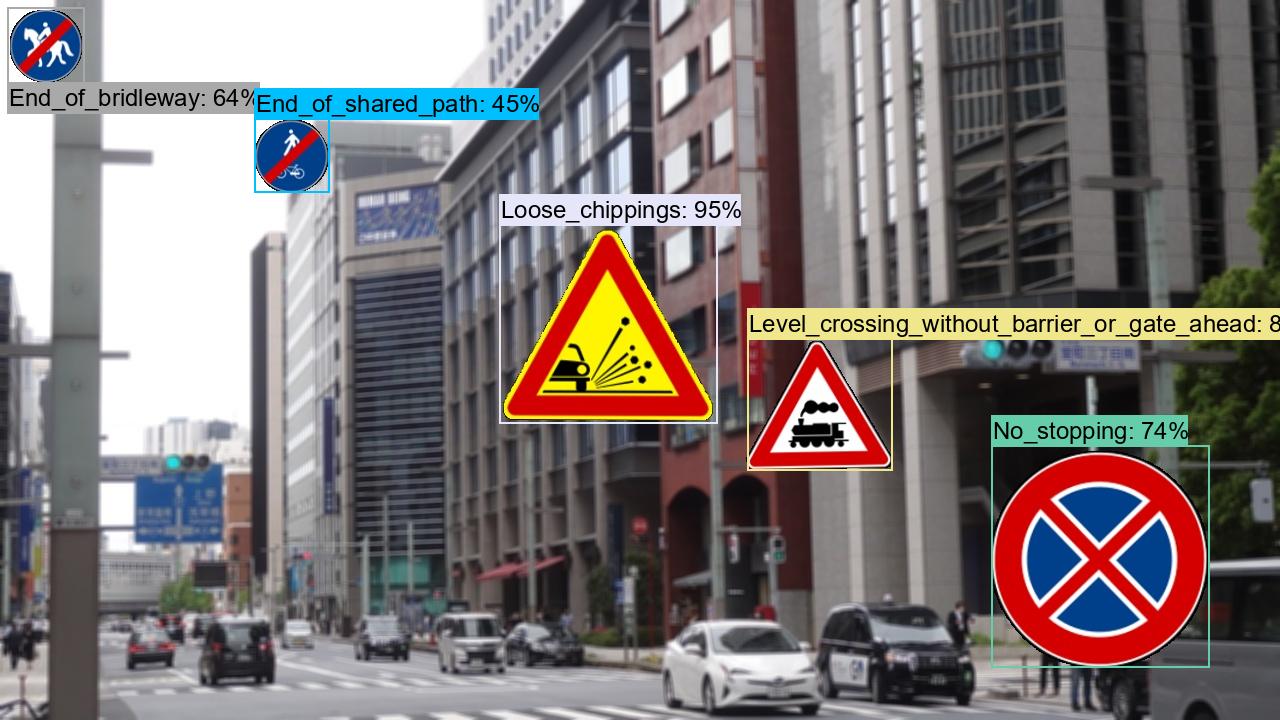 End_of_bridleway: 64%
End_of_shared_path: 45%
Loose_chippings: 95%
Level_crossing_without_barrier_or_gate_ahead: 8
No_stopping: 74%